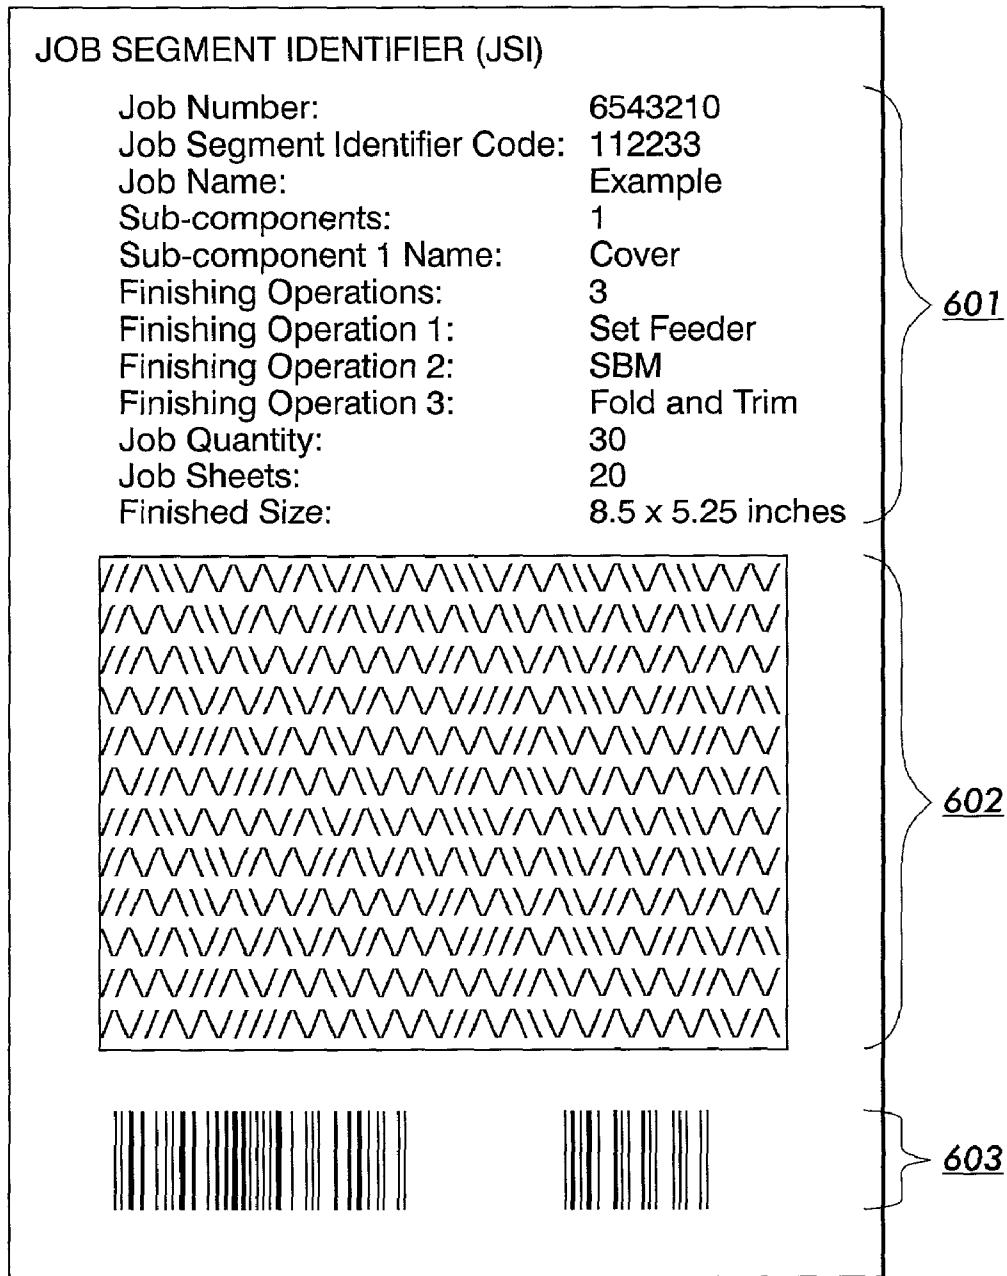 JOB SEGMENT IDENTIFIER (JSI)
Job Number: 6543210
Job Segment Identifier Code: 112233
Job Name: Example
Sub-components: 1
Sub-component 1 Name: Cover
Finishing Operations: 3
Finishing Operation 1: Set Feeder
Finishing Operation 2: SBM
Finishing Operation 3: Fold and Trim
Job Quantity: 30
Job Sheets: 20
Finished Size: 8.5 x 5.25 inches
601
602
603